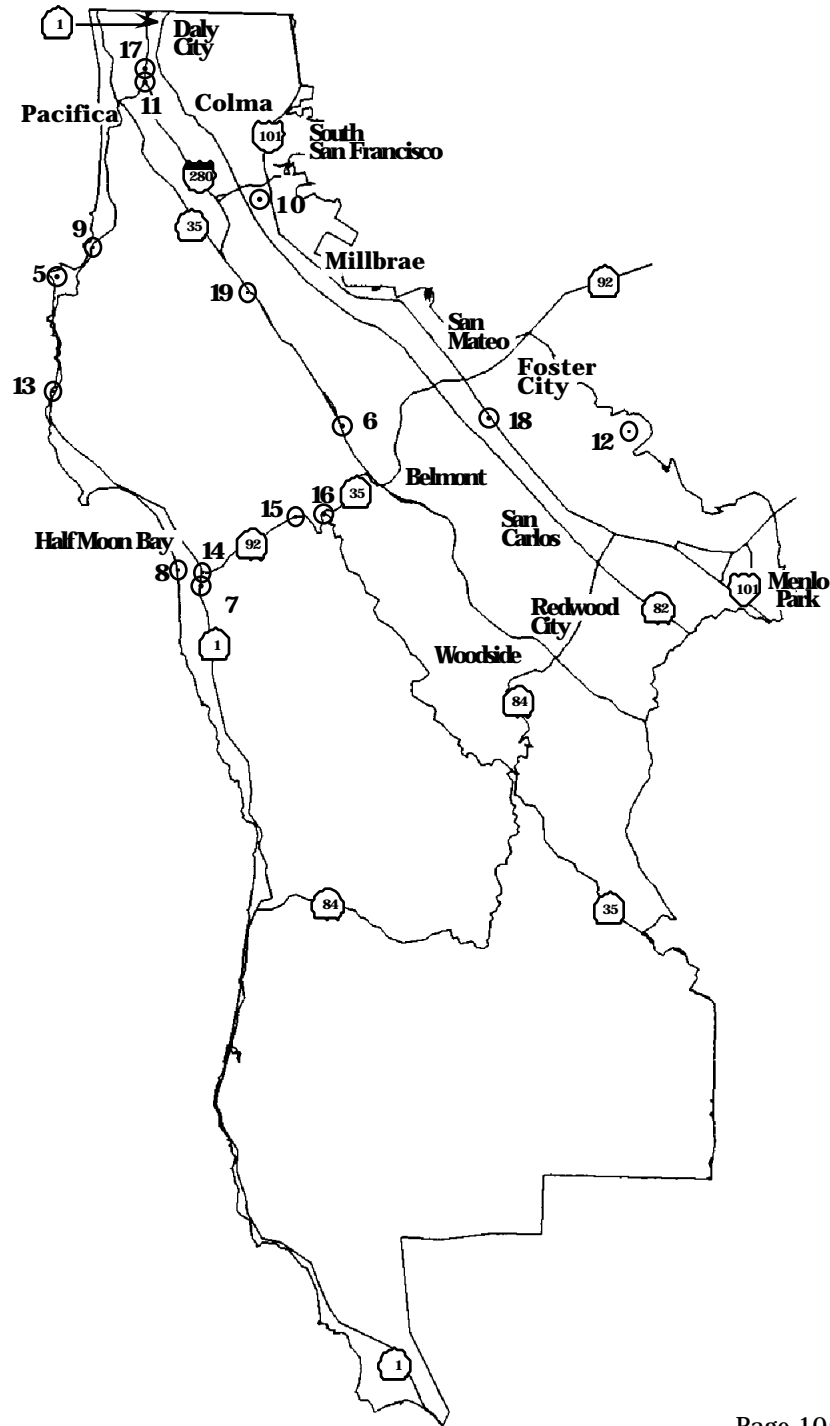 1
Daly
City
17
11
Colma
Pacifica
101
South
San Francisco
280
10
35
9
Millbrae
5
19
92
San
Mateo
Foster
City
13
6
18
12
Belmont
35
16
15
San
Carlos
Half Moon Bay
92
14
8
7
101
Menlo
Park
Redwood
City
82
1
Woodside
84
84
35
1